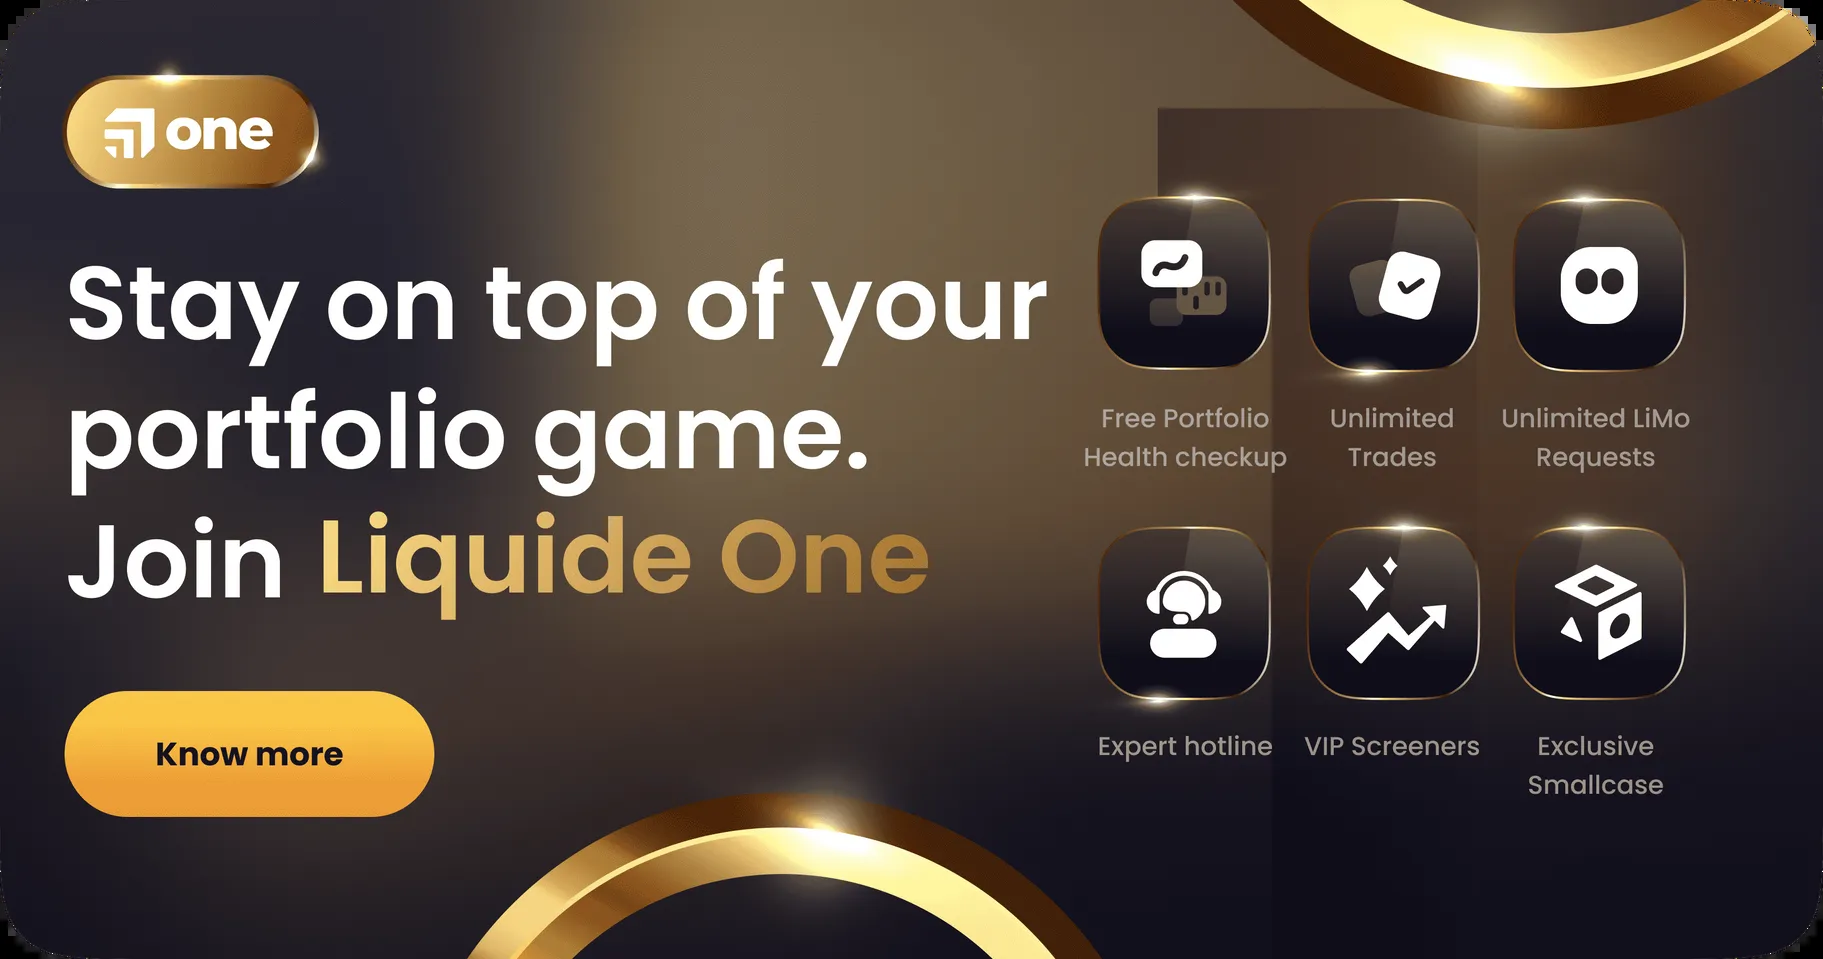 one
Stay on top of your
portfolio game.
Join Liquide One
Know more
Free Portfolio
Health checkup
Unlimited
Trades
Unlimited LiMo
Requests
Expert hotline
VIP Screeners
Exclusive
Smallcase